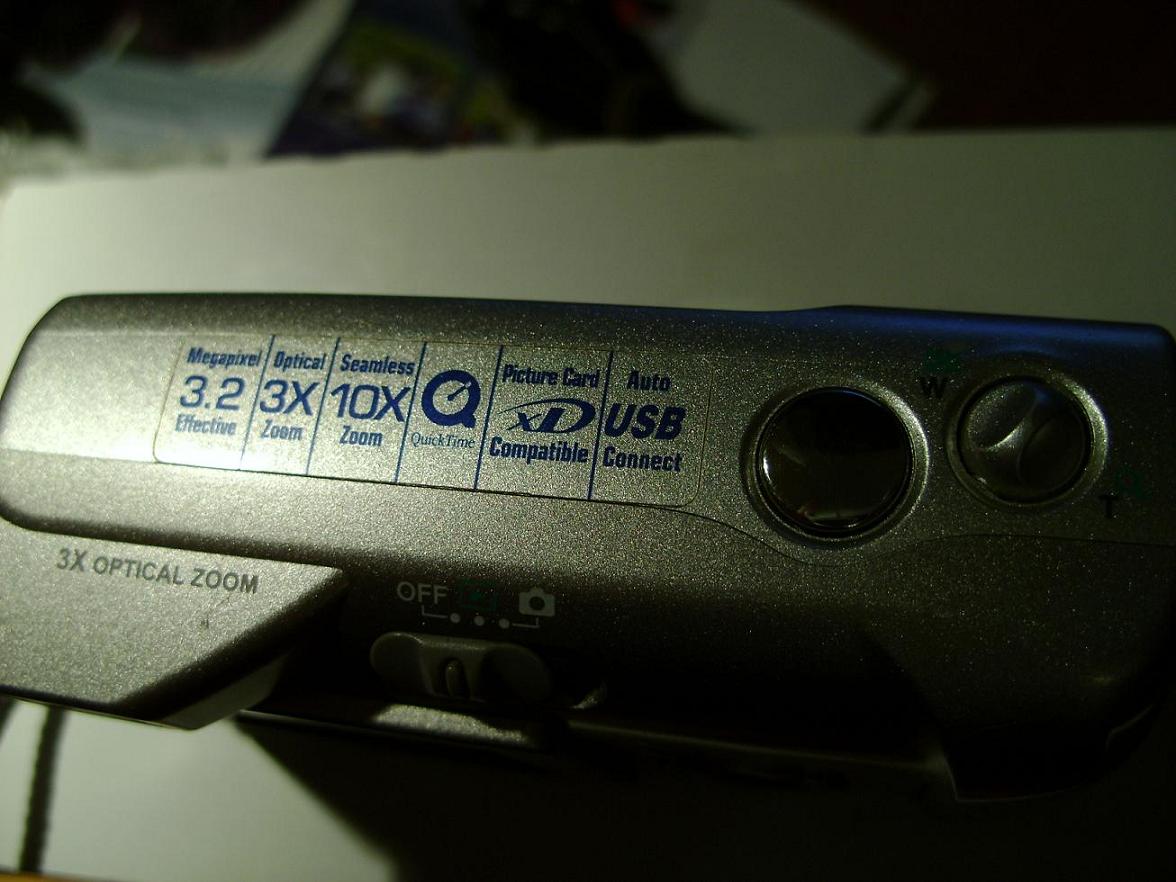 Megapixel
3.2
Effective
Optical
3X
Zoom
Seamless
10X
Zoom
QuickTime
Picture Card
xD
Compatible
Auto
USB
Connect
W
T
3X OPTICAL ZOOM
OFF